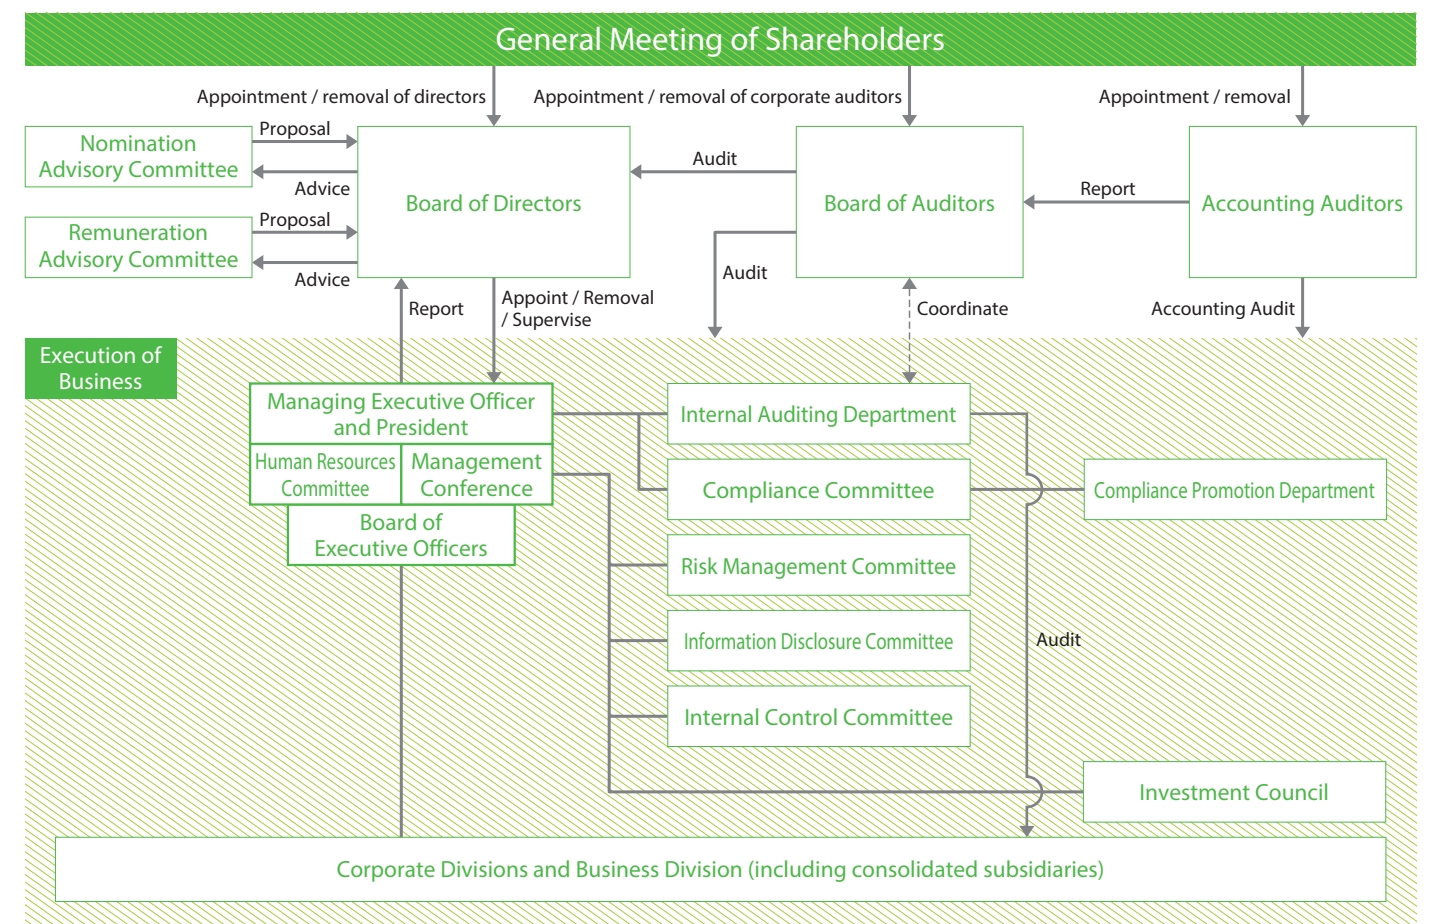 General Meeting of Shareholders
Appointment / removal of directors
Appointment / removal of corporate auditors
Appointment / removal
Nomination
Advisory Committee
Proposal
Advice
Remuneration
Advisory Committee
Proposal
Advice
Board of Directors
Audit
Board of Auditors
Report
Accounting Auditors
Report
Appoint / Removal
/ Supervise
Audit
Coordinate
Accounting Audit
Execution of
Business
Managing Executive Officer
and President
Human Resources
Committee
Management
Conference
Board of
Executive Officers
Internal Auditing Department
Compliance Committee
Compliance Promotion Department
Risk Management Committee
Information Disclosure Committee
Audit
Internal Control Committee
Investment Council
Corporate Divisions and Business Division (including consolidated subsidiaries)